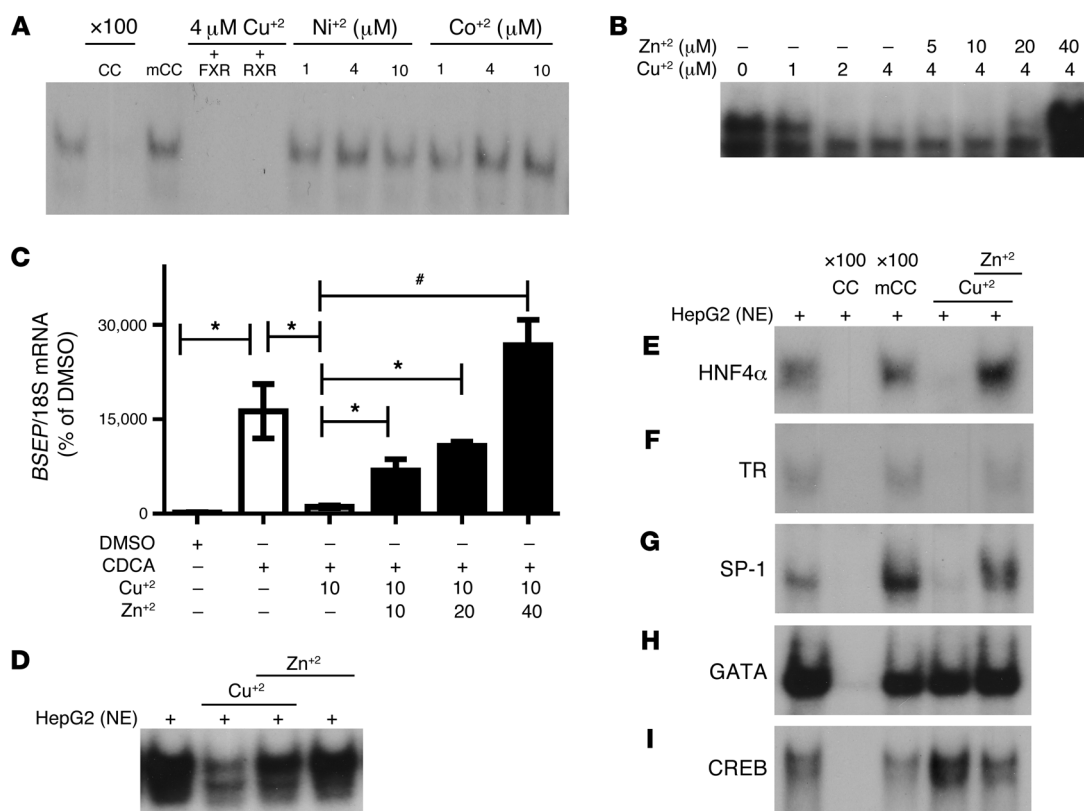 A
×100
4 μM Cu+2
Ni+2 (μM)
Co+2 (μM)
CC
mCC
+
FXR
+
RXR
1
4
10
1
4
10
B
Zn+2 (μM) – – – – 5 10 20 40
Cu+2 (μM) 0 1 2 4 4 4 4 4
C
BSEP/18S mRNA
(% of DMSO)
30,000
15,000
0
*
*
#
*
*
DMSO + – – – – –
CDCA – + + + + +
Cu+2 – – 10 10 10 10
Zn+2 – – – 10 20 40
D
Zn+2
Cu+2
HepG2 (NE) + + + +
×100
CC
×100
mCC
Zn+2
Cu+2
HepG2 (NE) + + + + +
E
HNF4α
F
TR
G
SP-1
H
GATA
I
CREB